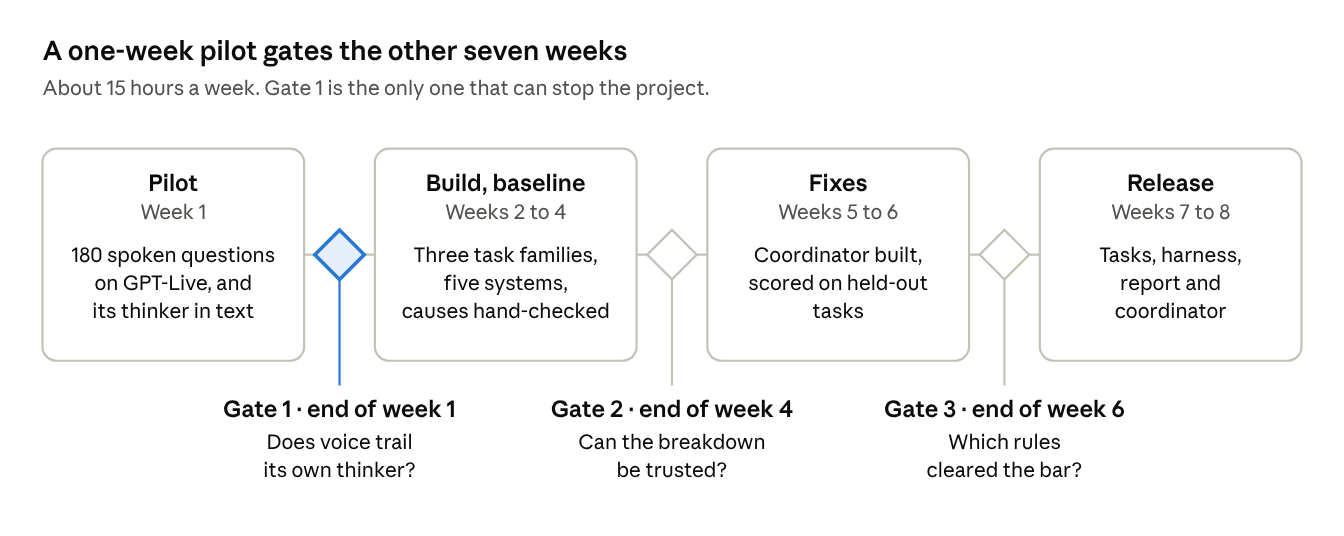 A one-week pilot gates the other seven weeks
About 15 hours a week. Gate 1 is the only one that can stop the project.
Pilot
Week 1
180 spoken questions
on GPT-Live, and
its thinker in text
Build, baseline
Weeks 2 to 4
Three task families,
five systems,
causes hand-checked
Fixes
Weeks 5 to 6
Coordinator built,
scored on held-out
tasks
Release
Weeks 7 to 8
Tasks, harness,
report and
coordinator
Gate 1 · end of week 1
Does voice trail
its own thinker?
Gate 2 · end of week 4
Can the breakdown
be trusted?
Gate 3 · end of week 6
Which rules
cleared the bar?